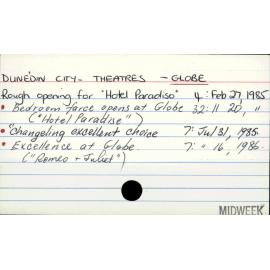 DUNEDIN CITY - THEATRES - GLOBE
Rough opening for "Hotel Paradiso" 4: Feb 27, 1985
• Bedroom farce opens at Globe 32: 11 20, "
("Hotel Paradise")
• "Changeling excellent choice 7: Jul 31, 1985
• Excellence at Globe 7: " 16, 1986
("Romeo + Juliet")
MIDWEEK